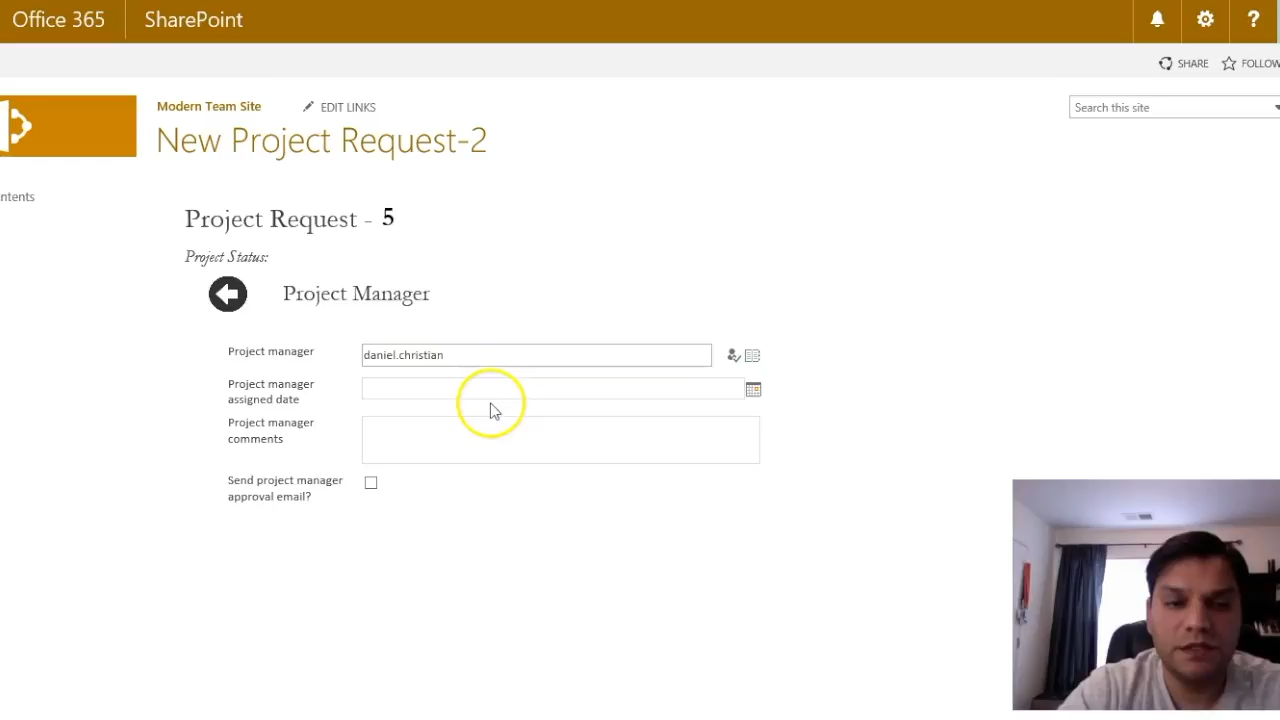 Office 365 SharePoint ?
SHARE FOLLOW
Modern Team Site EDIT LINKS
Search this site
New Project Request-2
ntents
Project Request - 5
Project Status:
Project Manager
Project manager daniel.christian
Project manager
assigned date
Project manager
comments
Send project manager
approval email?